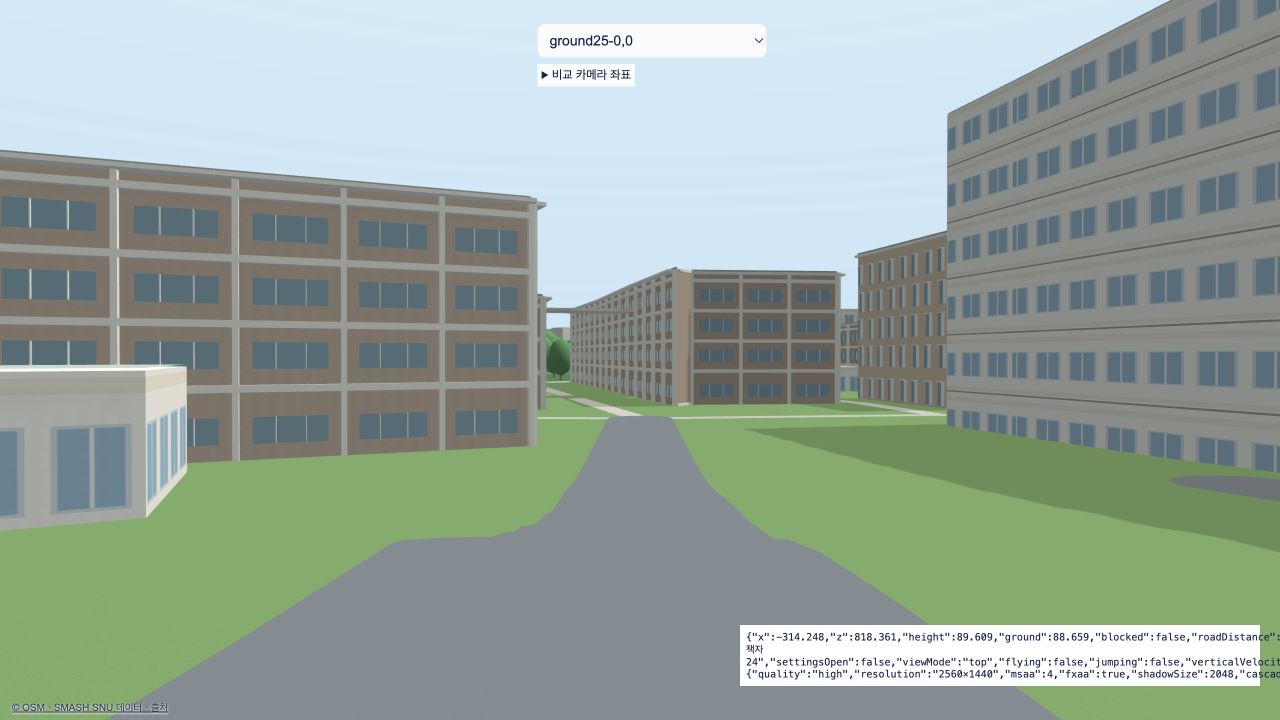 ground25-0,0
▶ 비교 카메라 좌표
{"x":-314.248,"z":818.361,"height":89.609,"ground":88.659,"blocked":false,"roadDistance":
책자
24","settingsOpen":false,"viewMode":"top","flying":false,"jumping":false,"verticalVelocit
{"quality":"high","resolution":"2560×1440","msaa":4,"fxaa":true,"shadowSize":2048,"cascad
© OSM · SMASH SNU 데이터 · 출처